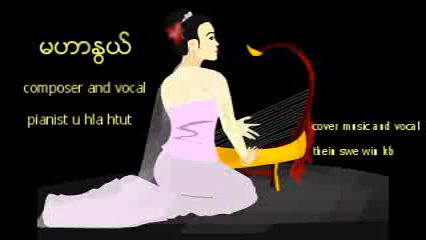 မဟာနွယ်
composer and vocal
pianist u hla htut
cover music and vocal
thein swe win kb